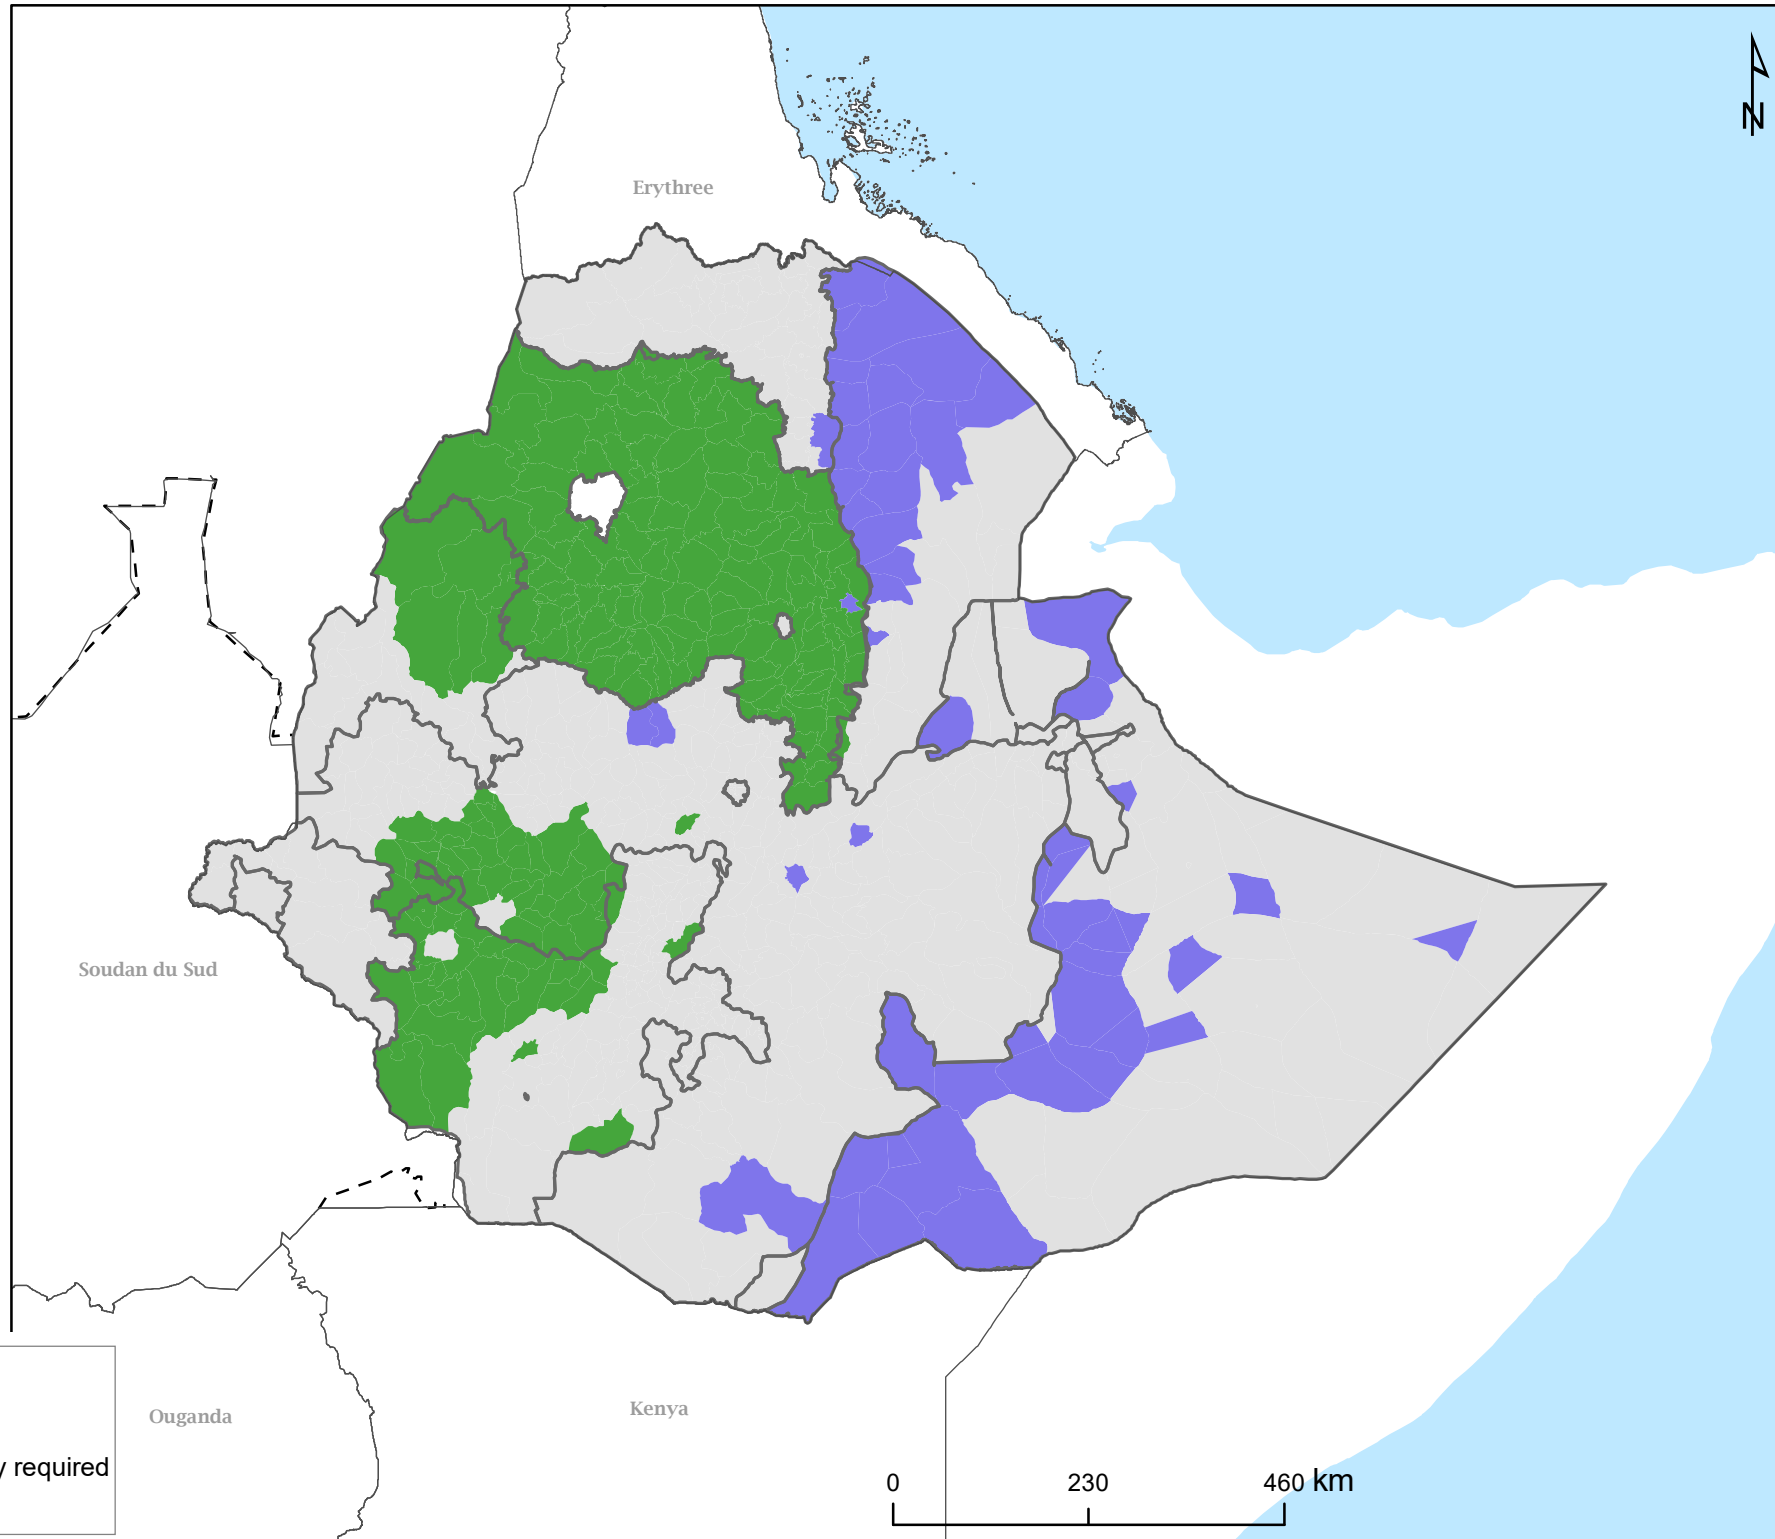 N
Erythree
Soudan du Sud
Ouganda
Kenya
required
0 230 460 km